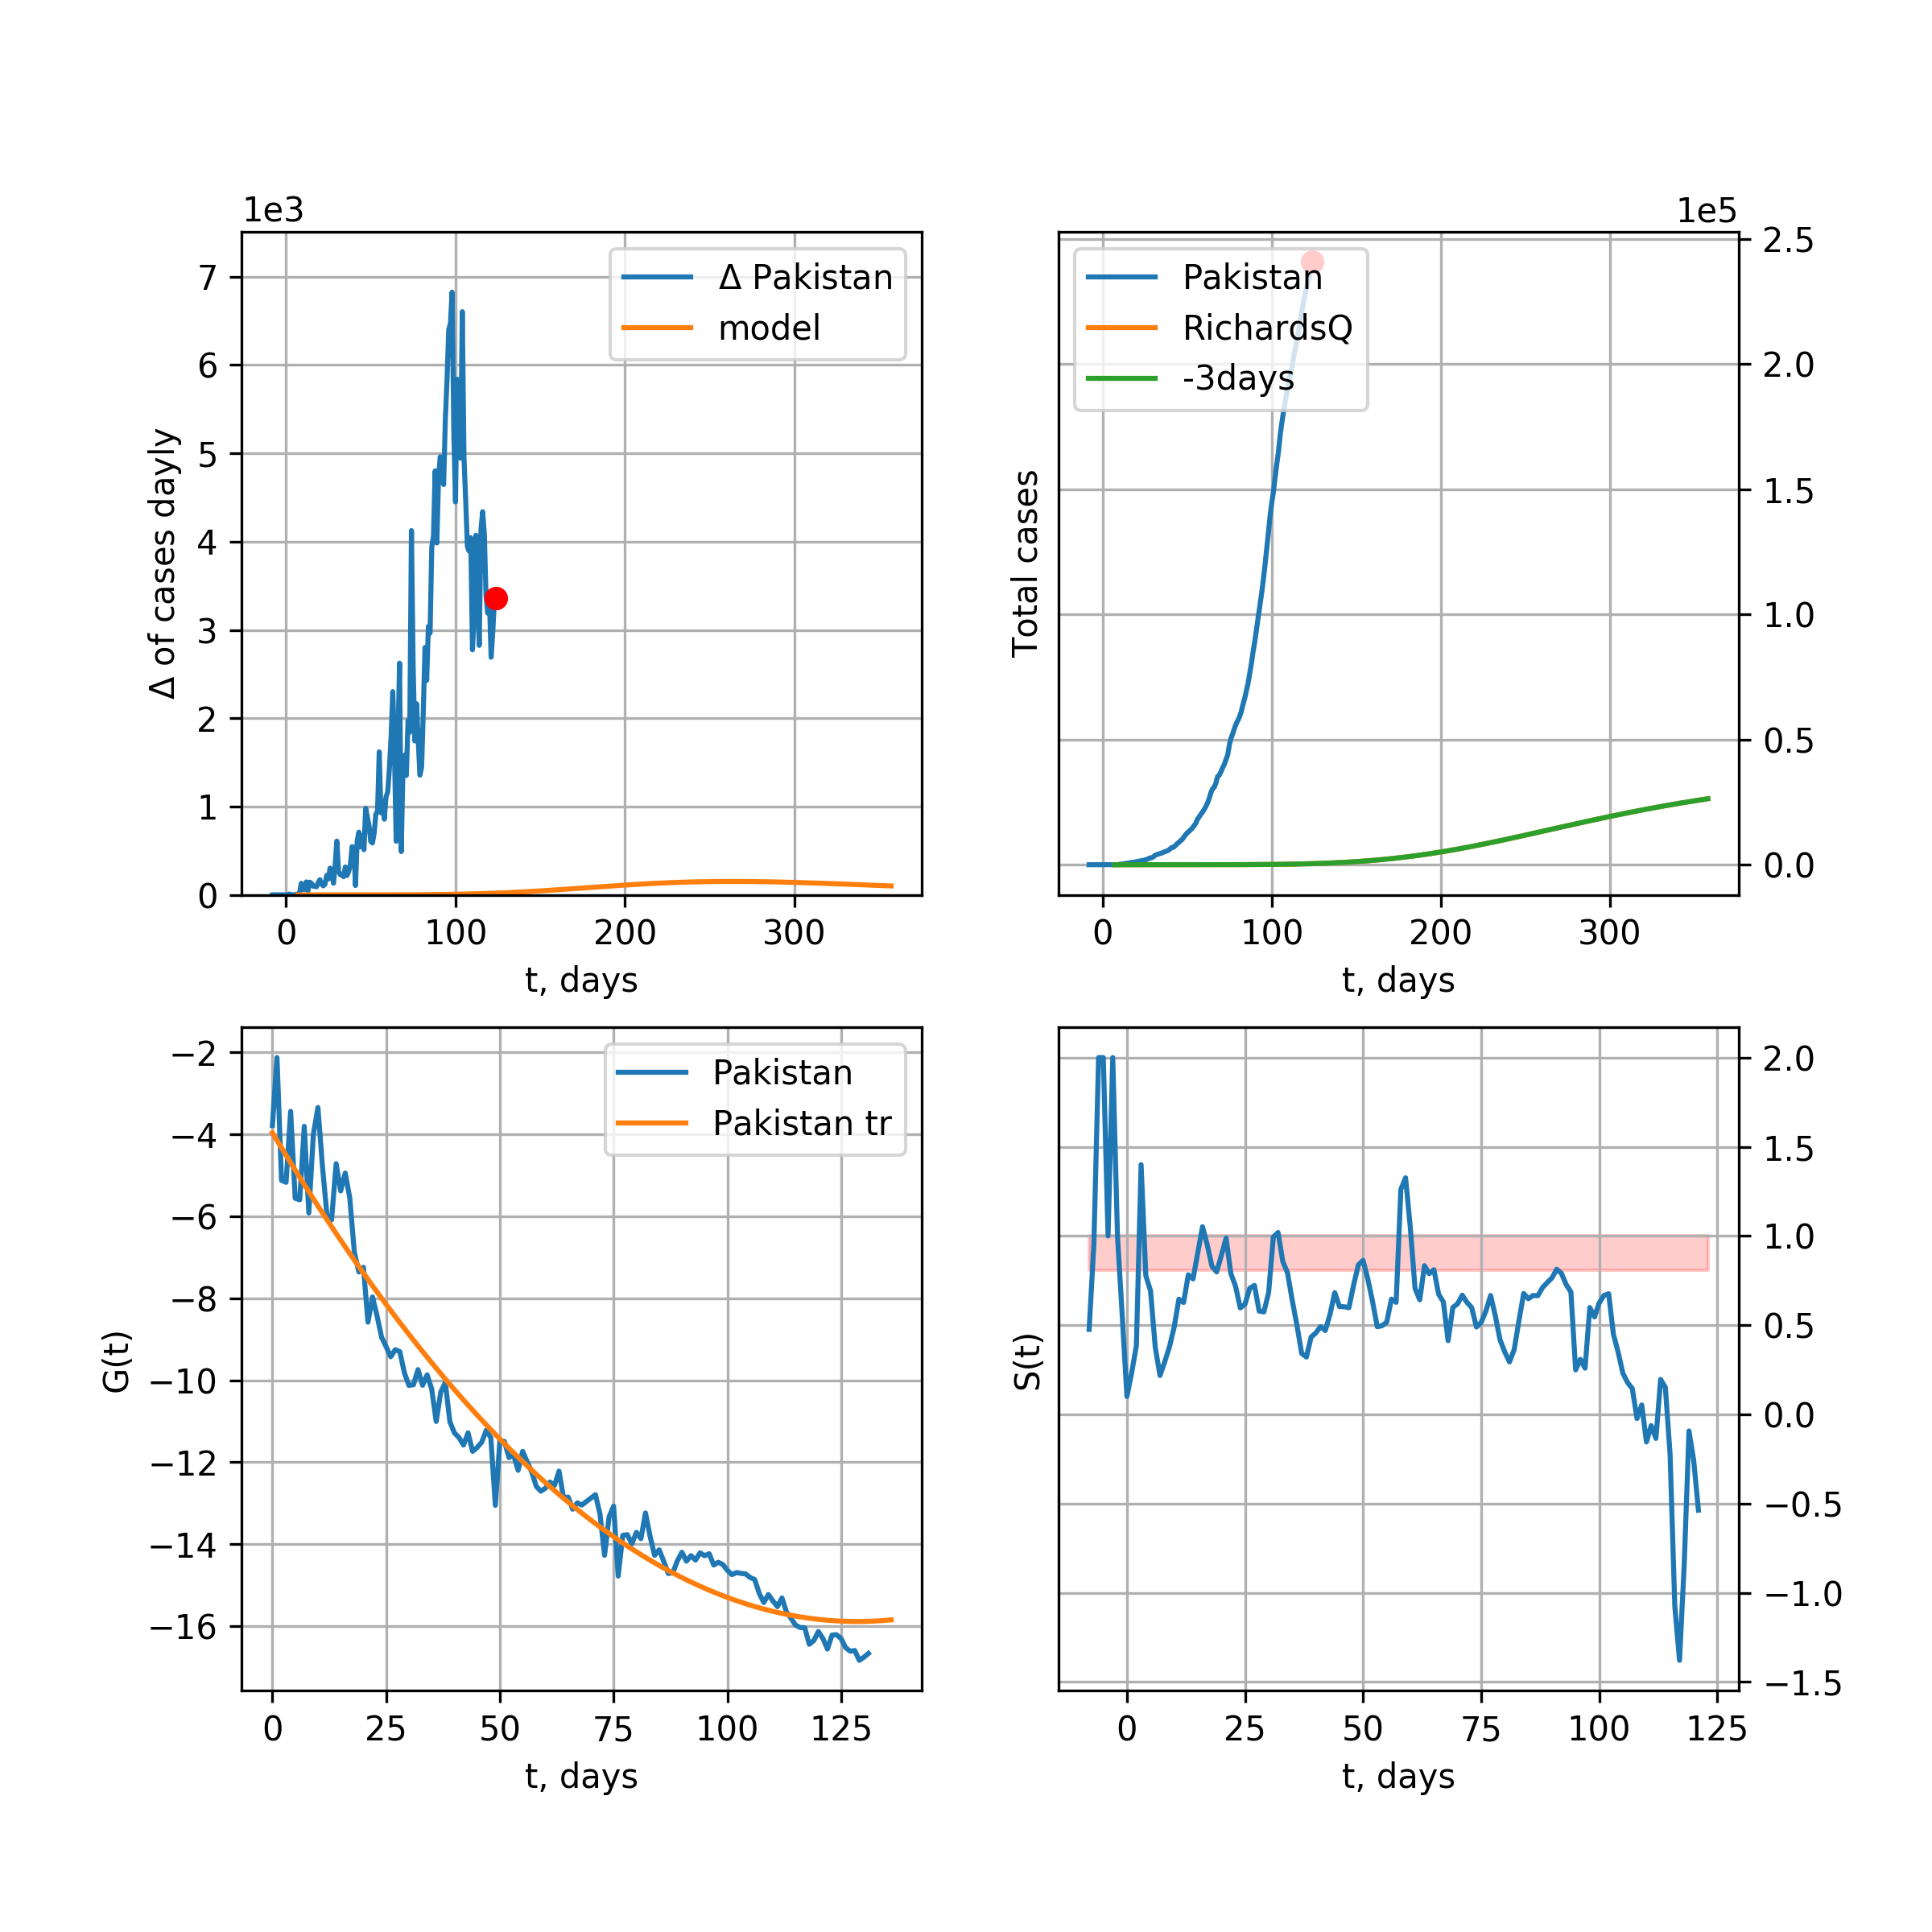 1e3
7
6
5
4
3
2
1
0
Δ of cases dayly
Δ Pakistan
model
0 100 200 300
t, days
1e5
2.5
2.0
1.5
1.0
0.5
0.0
Total cases
Pakistan
RichardsQ
-3days
0 100 200 300
t, days
−2
−4
−6
−8
−10
−12
−14
−16
G(t)
Pakistan
Pakistan tr
0 25 50 75 100 125
t, days
2.0
1.5
1.0
0.5
0.0
−0.5
−1.0
−1.5
S(t)
0 25 50 75 100 125
t, days